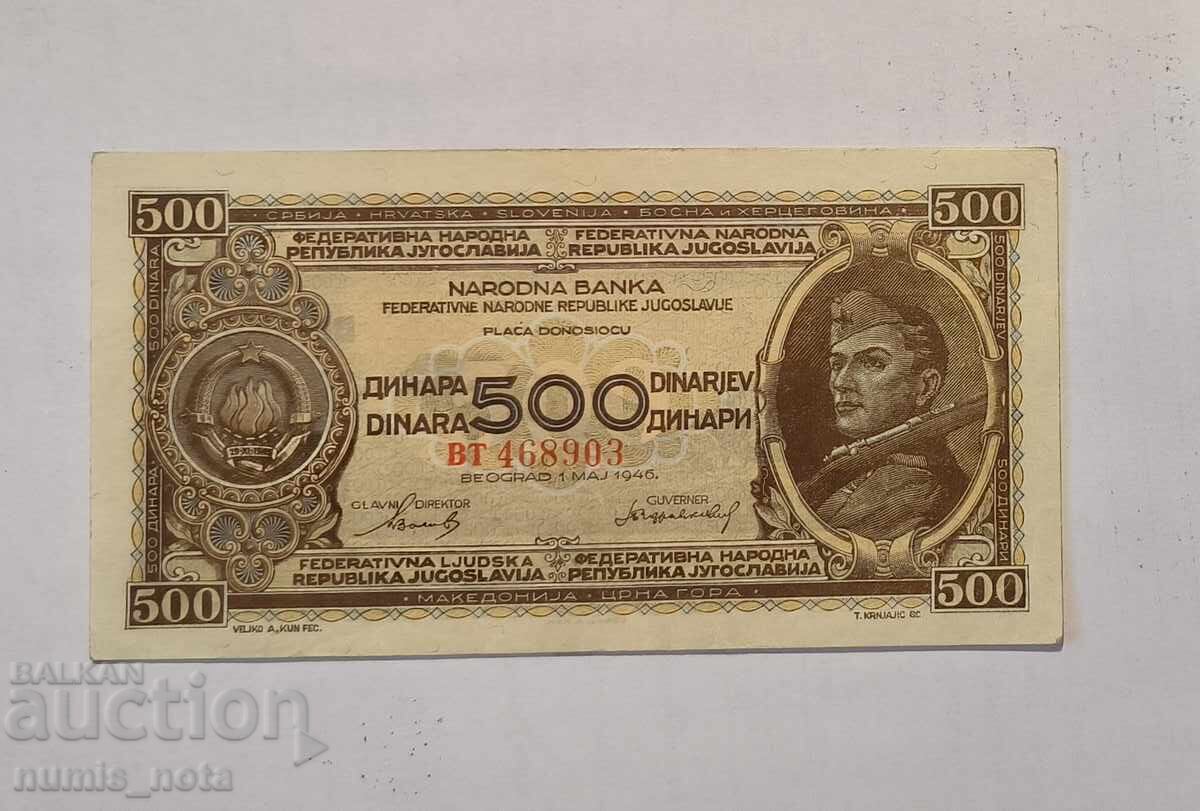 500 500
СРБИЈА · HRVATSKA · SLOVENIJA · БОСНА и ХЕРЦЕГОВИНА
ФЕДЕРАТИВНА НАРОДНА FEDERATIVNA NARODNA
РЕПУБЛИКА ЈУГОСЛАВИЈА REPUBLIKA JUGOSLAVIJA
500 DINARA
500 DINARJEV
NARODNA BANKA
FEDERATIVNE NARODNE REPUBLIKE JUGOSLAVIJE
PLAĆA DONOSIOCU
ДИНАРА 500 DINARJEV
DINARA ДИНАРИ
ВТ 468903
BEOGRAD 1 MAJ 1946.
GLAVNI DIREKTOR GUVERNER
500 ДИНАРА
500 ДИНАРИ
FEDERATIVNA LJUDSKA ФЕДЕРАТИВНА НАРОДНА
REPUBLIKA JUGOSLAVIJA РЕПУБЛИКА ЈУГОСЛАВИЈА
500 500
· МАКЕДОНИЈА · ЦРНА ГОРА ·
VELJKO A. KUN FEC. T. KRNJAJIC SC.
BALKAN
auction
numis_nota